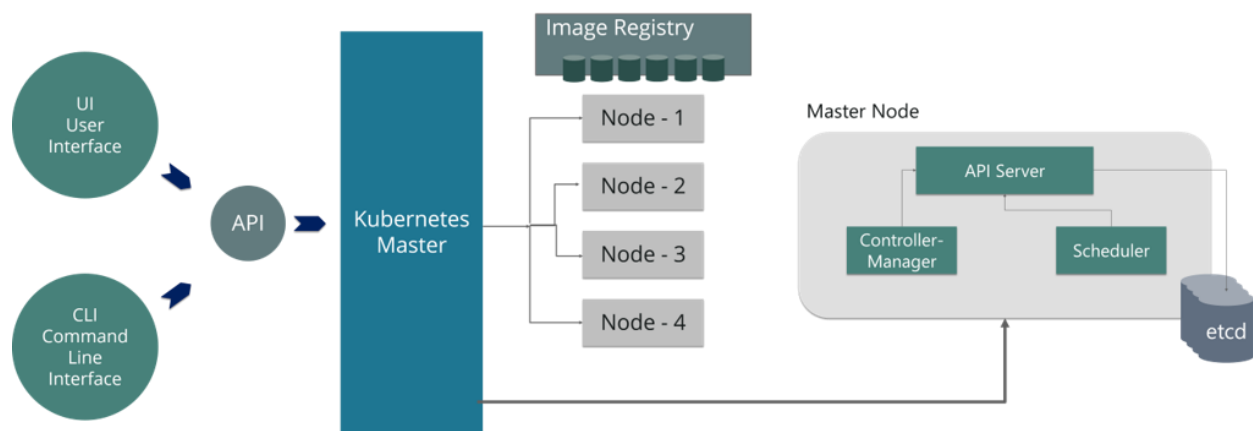 UI
User
Interface
CLI
Command
Line
Interface
API
Kubernetes
Master
Image Registry
Node - 1
Node - 2
Node - 3
Node - 4
Master Node
API Server
Controller-
Manager
Scheduler
etcd